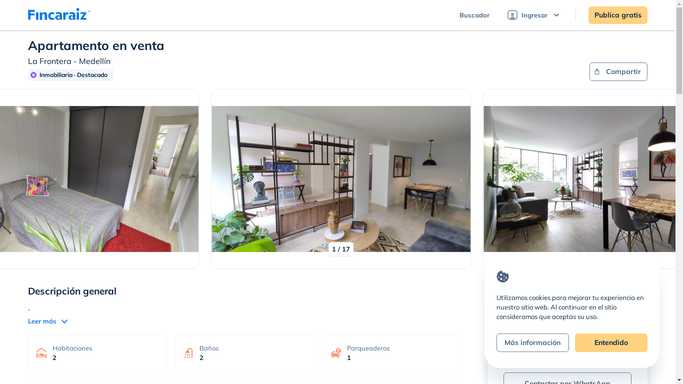 Fincaraiz
Buscador
Ingresar
Publica gratis
Apartamento en venta
La Frontera - Medellín
Inmobiliaria · Destacado
Compartir
1 / 17
Descripción general
.
Leer más
Habitaciones
2
Baños
2
Parqueaderos
1
Utilizamos cookies para mejorar tu experiencia en
nuestro sitio web. Al continuar en el sitio
consideramos que aceptas su uso.
Más información
Entendido
Contactar por WhatsApp